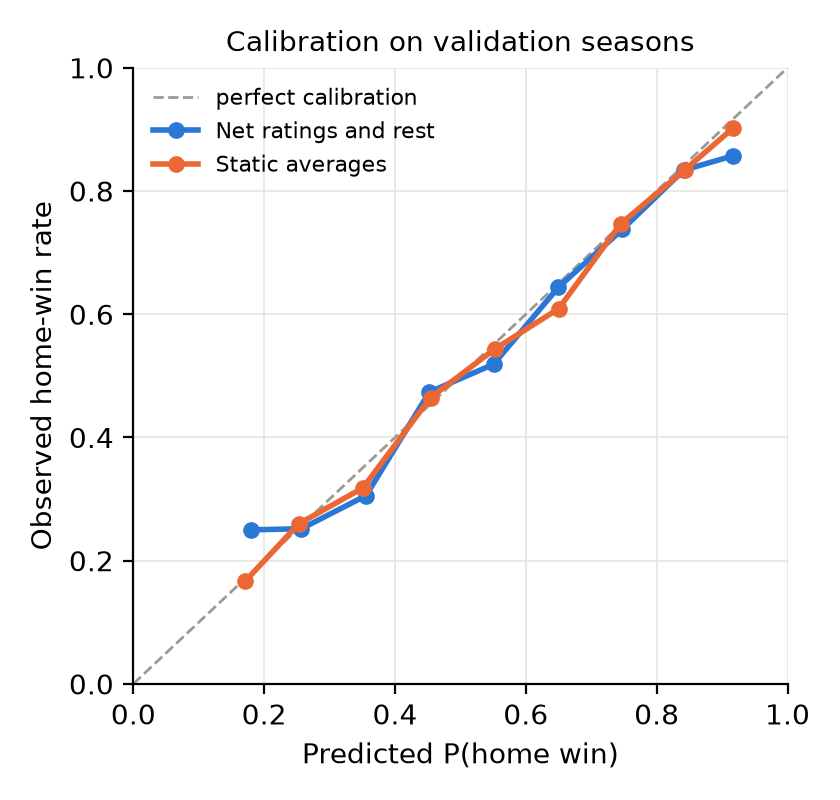 Calibration on validation seasons
1.0
0.8
0.6
0.4
0.2
0.0
Observed home-win rate
perfect calibration
Net ratings and rest
Static averages
0.0 0.2 0.4 0.6 0.8 1.0
Predicted P(home win)